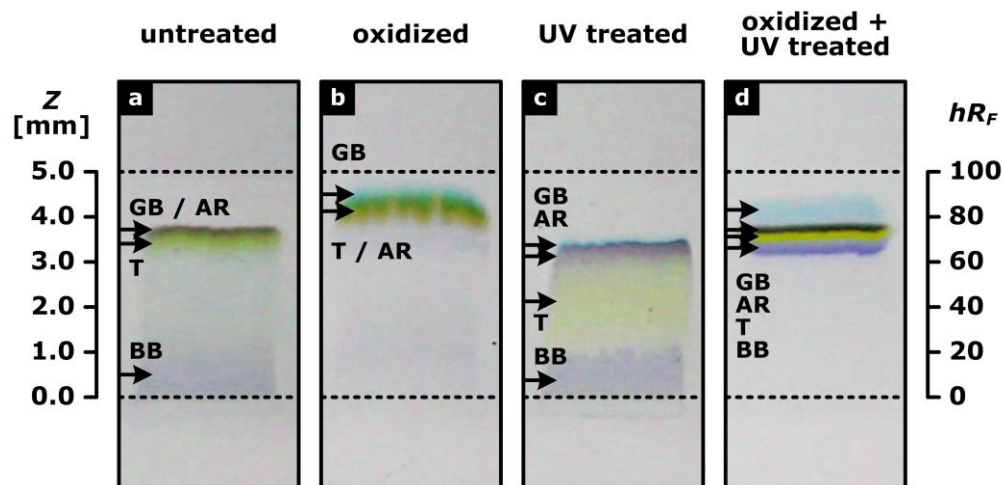 untreated
oxidized
UV treated
oxidized +
UV treated
Z
[mm]
5.0
4.0
3.0
2.0
1.0
0.0
a
GB / AR
T
BB
b
GB
T / AR
c
GB
AR
T
BB
d
GB
AR
T
BB
hRF
100
80
60
40
20
0